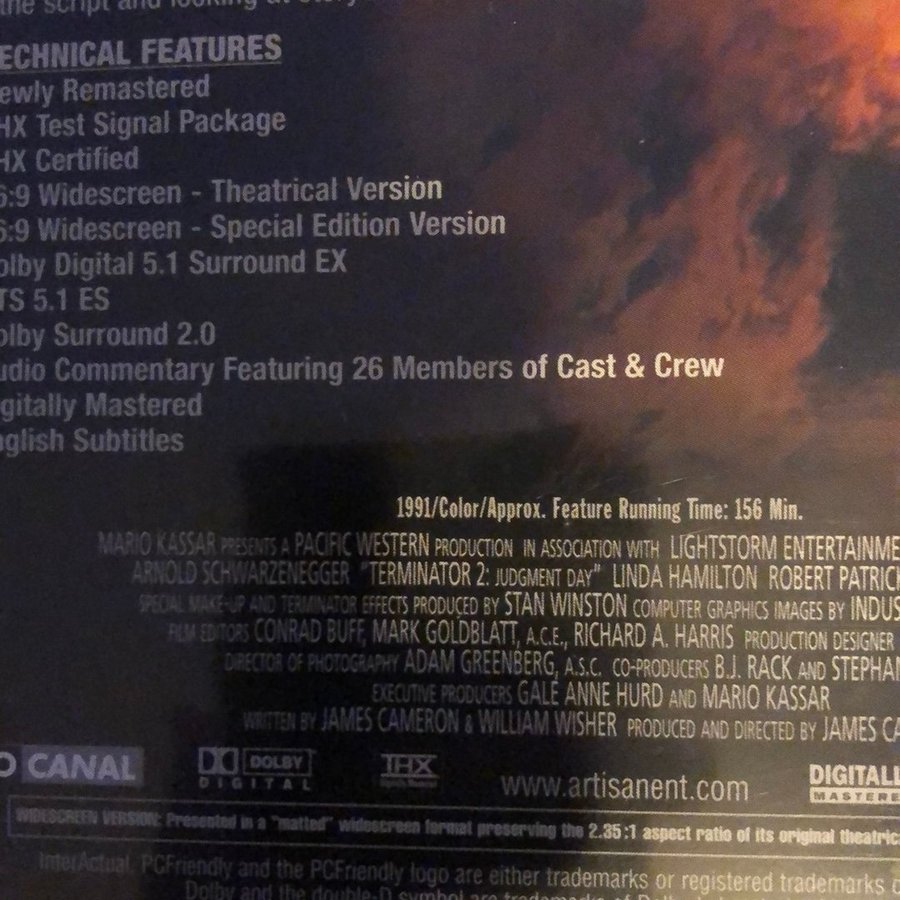 the script and looking at story
ECHNICAL FEATURES
ewly Remastered
HX Test Signal Package
HX Certified
6:9 Widescreen - Theatrical Version
6:9 Widescreen - Special Edition Version
olby Digital 5.1 Surround EX
TS 5.1 ES
olby Surround 2.0
udio Commentary Featuring 26 Members of Cast & Crew
igitally Mastered
nglish Subtitles
1991/Color/Approx. Feature Running Time: 156 Min.
MARIO KASSAR PRESENTS A PACIFIC WESTERN PRODUCTION IN ASSOCIATION WITH LIGHTSTORM ENTERTAINME
ARNOLD SCHWARZENEGGER "TERMINATOR 2: JUDGMENT DAY" LINDA HAMILTON ROBERT PATRICK
SPECIAL MAKE-UP AND TERMINATOR EFFECTS PRODUCED BY STAN WINSTON COMPUTER GRAPHICS IMAGES BY INDUS
FILM EDITORS CONRAD BUFF, MARK GOLDBLATT, A.C.E., RICHARD A. HARRIS PRODUCTION DESIGNER
DIRECTOR OF PHOTOGRAPHY ADAM GREENBERG, A.S.C. CO-PRODUCERS B.J. RACK AND STEPHAN
EXECUTIVE PRODUCERS GALE ANNE HURD AND MARIO KASSAR
WRITTEN BY JAMES CAMERON & WILLIAM WISHER PRODUCED AND DIRECTED BY JAMES CA
O CANAL DOLBY DIGITAL THX www.artisanent.com DIGITALL MASTERE
WIDESCREEN VERSION: Presented in a "matted" widescreen format preserving the 2.35:1 aspect ratio of its original theatric
InterActual, PCFriendly and the PCFriendly logo are either trademarks or registered trademarks o
Dolby and the double-D symbol are trademarks of Dolby